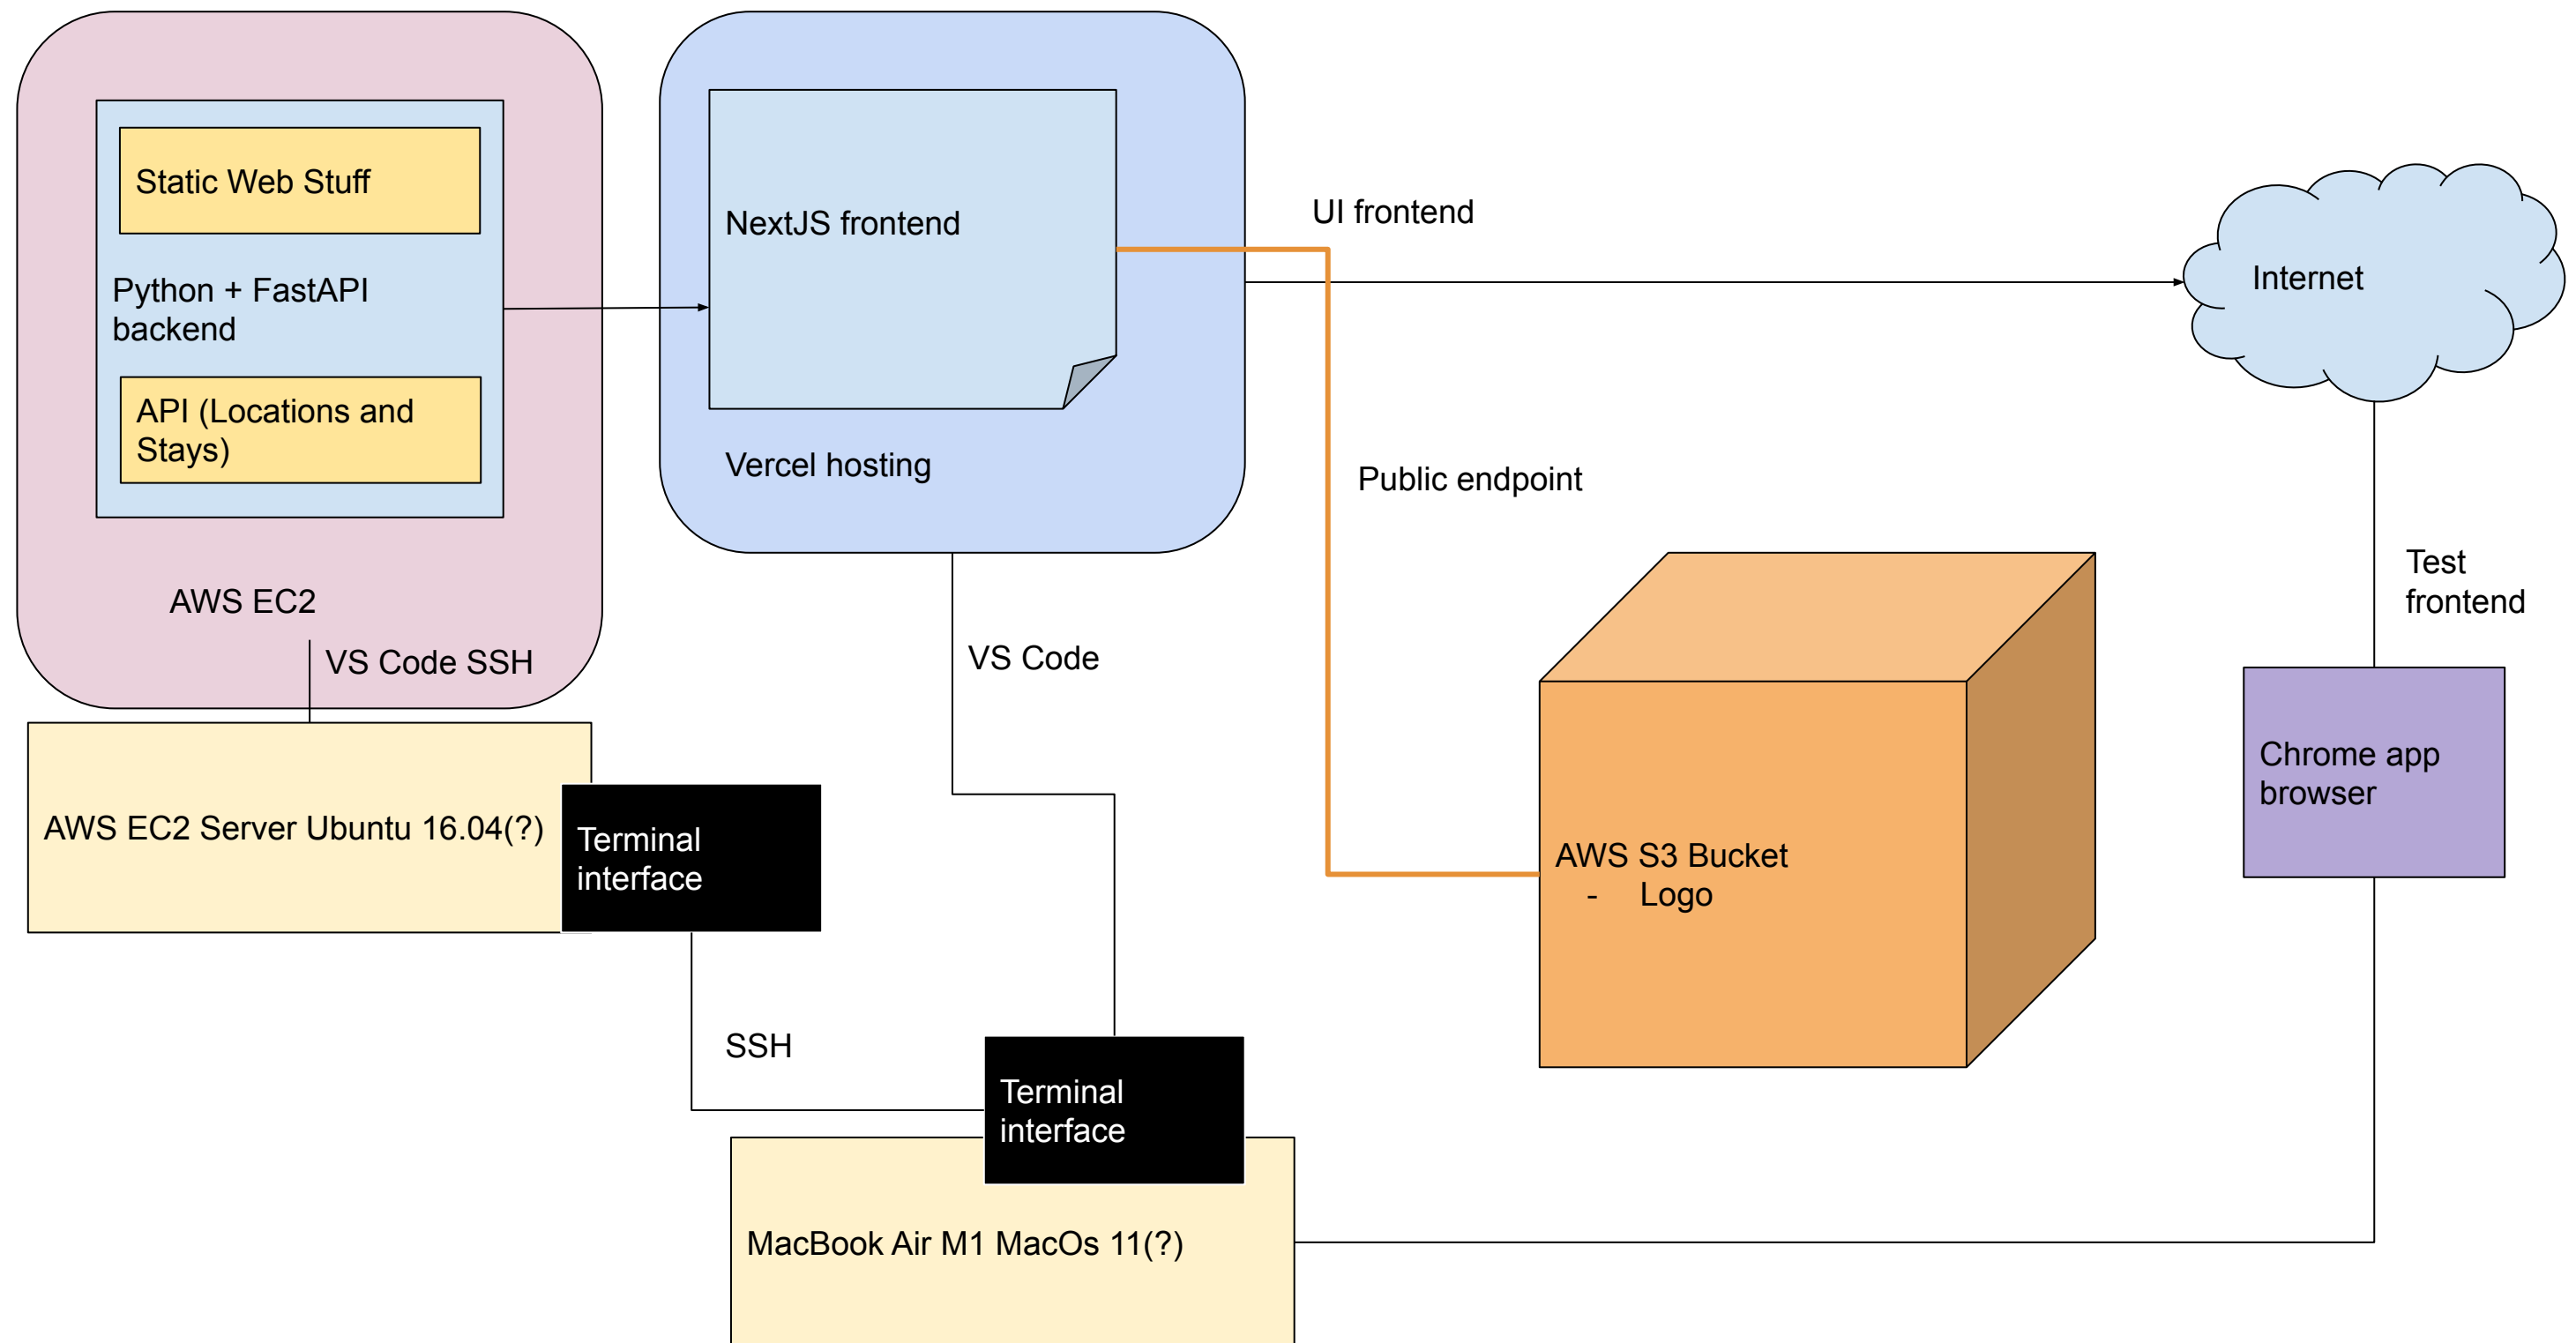 Static Web Stuff
Python + FastAPI
backend
API (Locations and
Stays)
AWS EC2
VS Code SSH
NextJS frontend
Vercel hosting
UI frontend
Internet
Public endpoint
VS Code
Test
frontend
AWS EC2 Server Ubuntu 16.04(?)
Terminal
interface
AWS S3 Bucket
- Logo
Chrome app
browser
SSH
Terminal
interface
MacBook Air M1 MacOs 11(?)